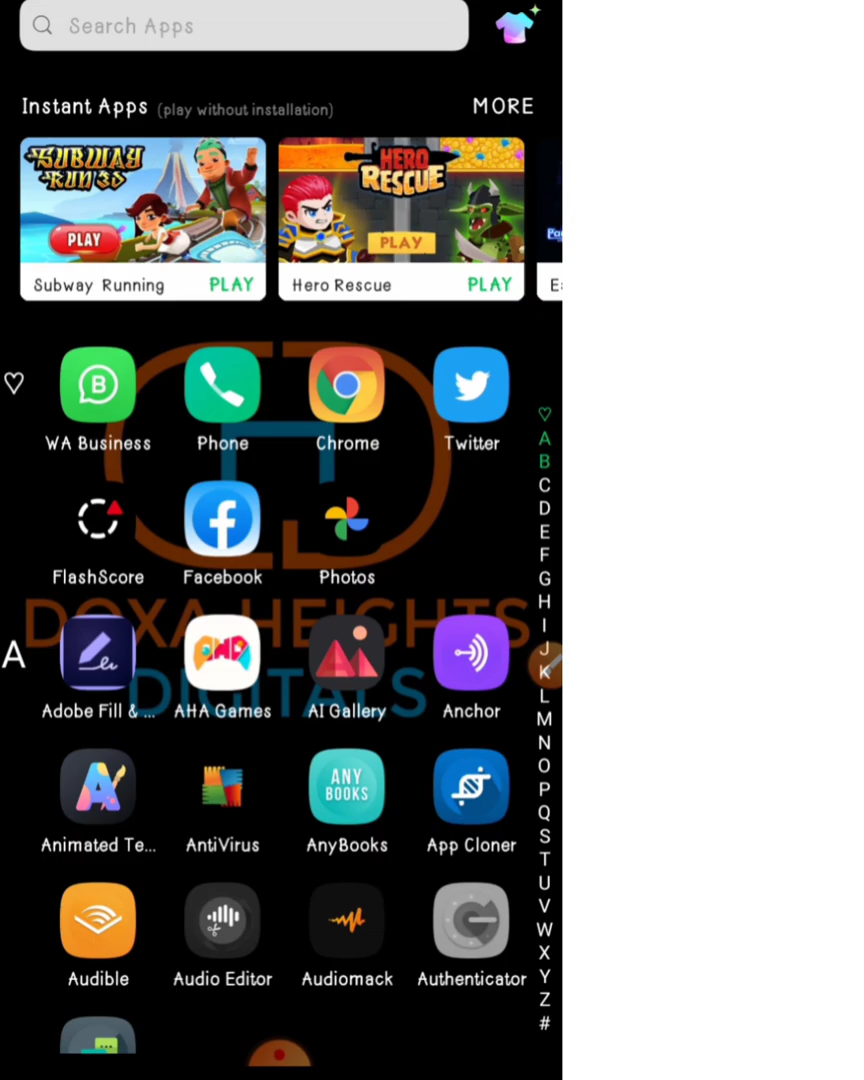 Search Apps
Instant Apps (play without installation) MORE
SUBWAY
RUN 3D
PLAY
HERO
RESCUE
PLAY
Subway Running PLAY
Hero Rescue PLAY
B
WA Business Phone Chrome Twitter
FlashScore Facebook Photos
DOXA HEIGHTS
DIGITALS
A
AHA
Adobe Fill & ... AHA Games AI Gallery Anchor
ANY
BOOKS
Animated Te... AntiVirus AnyBooks App Cloner
Audible Audio Editor Audiomack Authenticator
A
B
C
D
E
F
G
H
I
J
K
L
M
N
O
P
Q
S
T
U
V
W
X
Y
Z
#